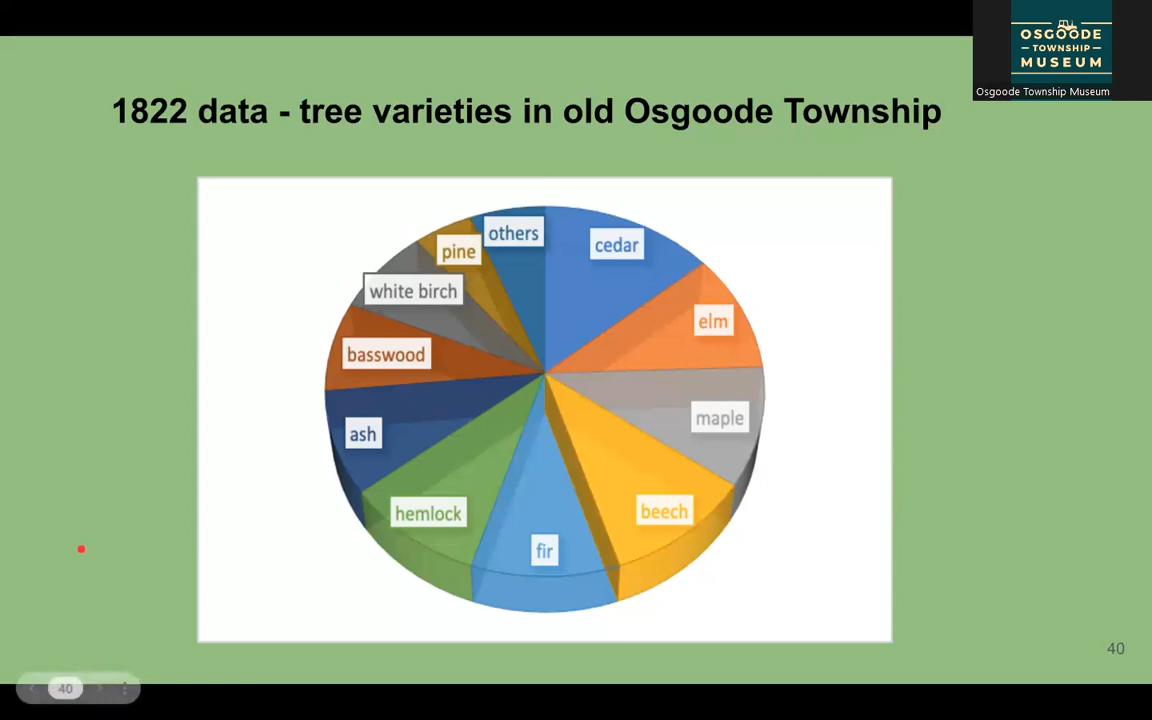 OSGOODE
TOWNSHIP
MUSEUM
Osgoode Township Museum
1822 data - tree varieties in old Osgoode Township
others
cedar
pine
white birch
elm
basswood
maple
ash
beech
hemlock
fir
40
40